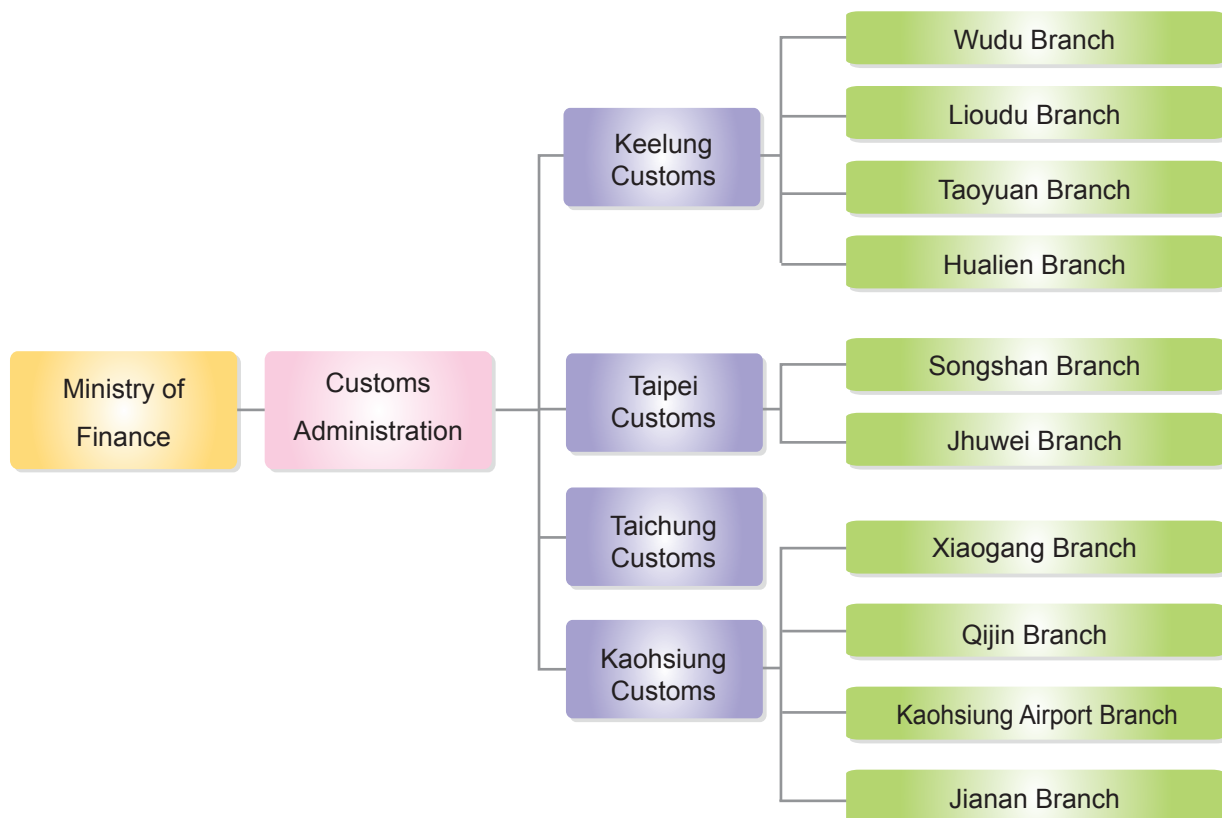 Ministry of
Finance
Customs
Administration
Keelung
Customs
Wudu Branch
Lioudu Branch
Taoyuan Branch
Hualien Branch
Taipei
Customs
Songshan Branch
Jhuwei Branch
Taichung
Customs
Kaohsiung
Customs
Xiaogang Branch
Qijin Branch
Kaohsiung Airport Branch
Jianan Branch